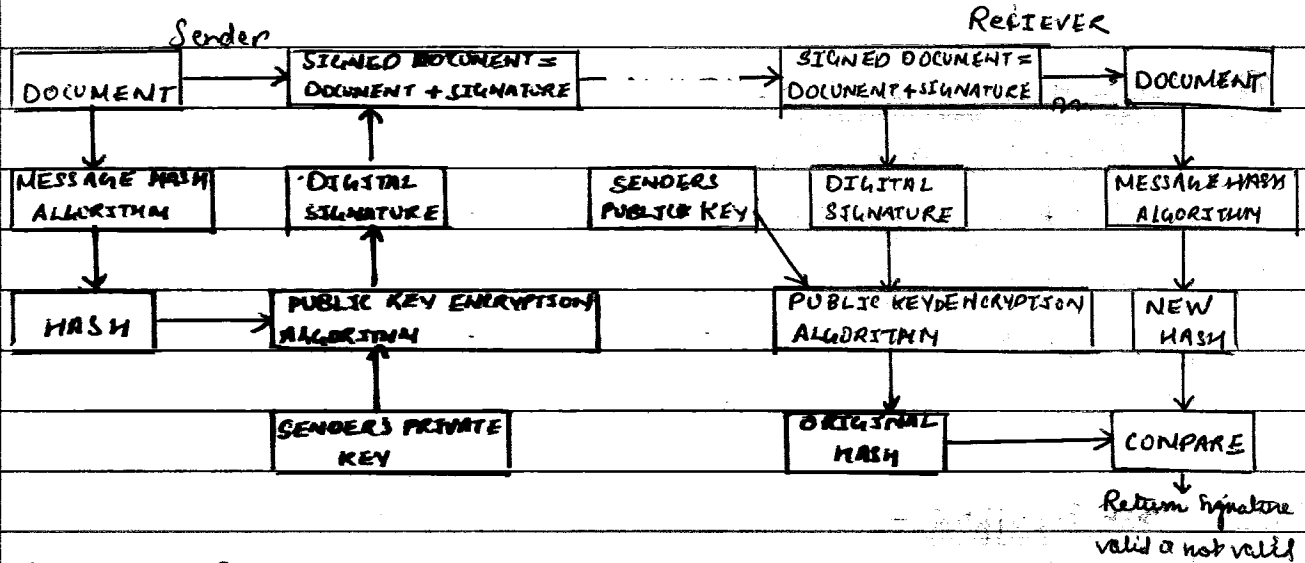 Sender
RECIEVER
DOCUMENT
SIGNED DOCUMENT =
DOCUMENT + SIGNATURE
SIGNED DOCUMENT =
DOCUMENT + SIGNATURE
DOCUMENT
MESSAGE HASH
ALGORITHM
DIGITAL
SIGNATURE
SENDERS
PUBLIC KEY
DIGITAL
SIGNATURE
MESSAGE HASH
ALGORITHM
HASH
PUBLIC KEY ENCRYPTION
ALGORITHM
PUBLIC KEY DENCRYPTION
ALGORITHM
NEW
HASH
SENDERS PRIVATE
KEY
ORIGINAL
HASH
COMPARE
Return Signature
valid or not valid